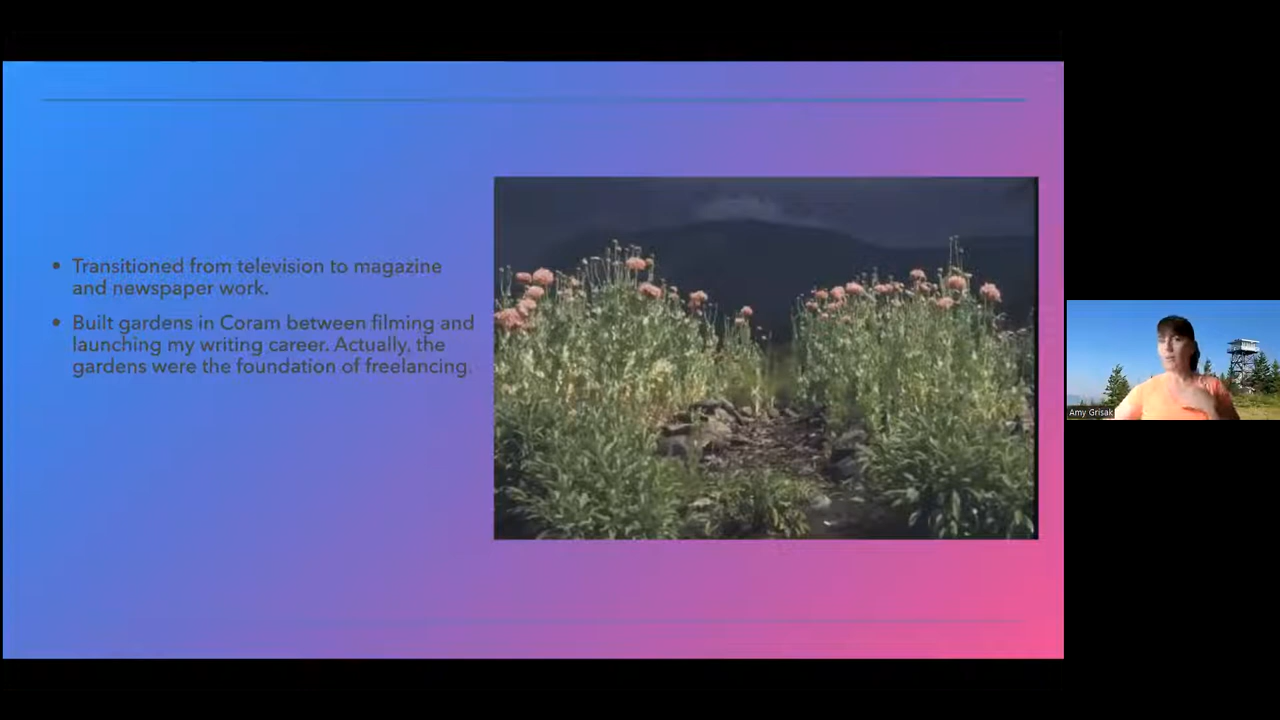 Transitioned from television to magazine
and newspaper work.
Built gardens in Coram between filming and
launching my writing career. Actually, the
gardens were the foundation of freelancing.
Amy Grisak